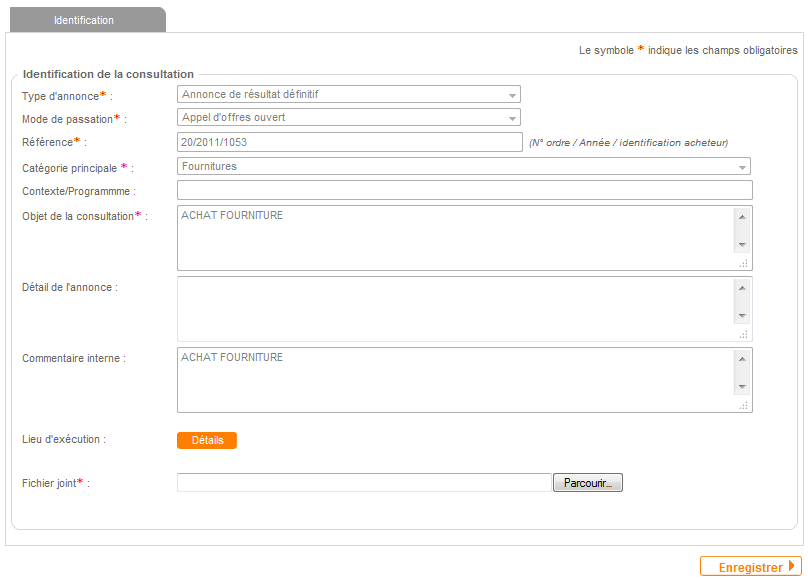 Identification
Le symbole * indique les champs obligatoires
Identification de la consultation
Type d'annonce* : Annonce de résultat définitif
Mode de passation* : Appel d'offres ouvert
Référence* : 20/2011/1053 (N° ordre / Année / identification acheteur)
Catégorie principale * : Fournitures
Contexte/Programmme :
Objet de la consultation* : ACHAT FOURNITURE
Détail de l'annonce :
Commentaire interne : ACHAT FOURNITURE
Lieu d'exécution : Détails
Fichier joint* : Parcourir...
Enregistrer